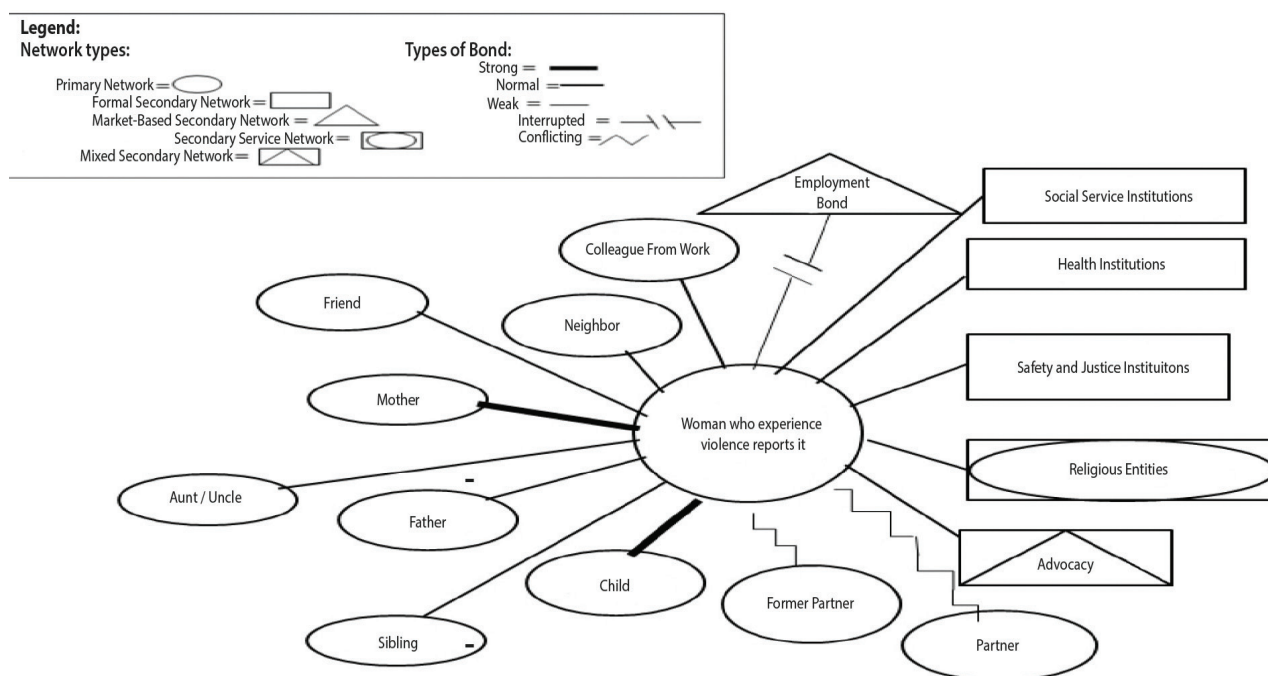 Legend:
Network types:
Primary Network =
Formal Secondary Network =
Market-Based Secondary Network =
Secondary Service Network =
Mixed Secondary Network =
Types of Bond:
Strong =
Normal =
Weak =
Interrupted =
Conflicting =
Employment
Bond
Social Service Institutions
Colleague From Work
Health Institutions
Friend
Neighbor
Safety and Justice Instituitons
Mother
Woman who experience
violence reports it
Religious Entities
Aunt / Uncle
Father
Advocacy
Child
Former Partner
Sibling
Partner